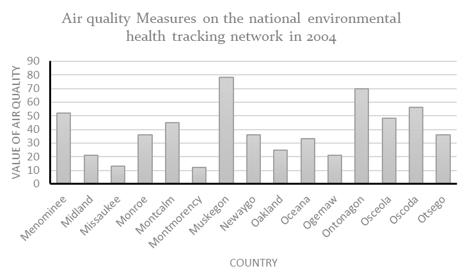 Air quality Measures on the national environmental
health tracking network in 2004
VALUE OF AIR QUALITY
90
80
70
60
50
40
30
20
10
0
Menominee
Midland
Missaukee
Monroe
Montcalm
Montmorency
Muskegon
Newaygo
Oakland
Oceana
Ogemaw
Ontonagon
Osceola
Oscoda
Otsego
COUNTRY